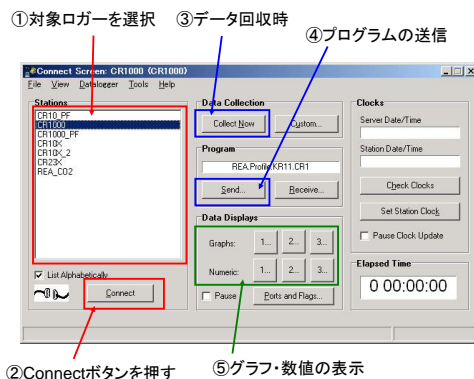 ①対象ロガーを選択
③データ回収時
④プログラムの送信
Connect Screen: CR1000 (CR1000)
File View Datalogger Tools Help
Stations
CR10_PF
CR1000
CR1000_PF
CR10X
CR10X_2
CR23X
REA_CO2
List Alphabetically
Connect
Data Collection
Collect Now
Custom...
Program
REA.Profile.KR11.CR1
Send...
Receive...
Data Displays
Graphs: 1... 2... 3...
Numeric: 1... 2... 3...
Pause
Ports and Flags...
Clocks
Server Date/Time
Station Date/Time
Check Clocks
Set Station Clock
Pause Clock Update
Elapsed Time
0 00:00:00
②Connectボタンを押す
⑤グラフ・数値の表示